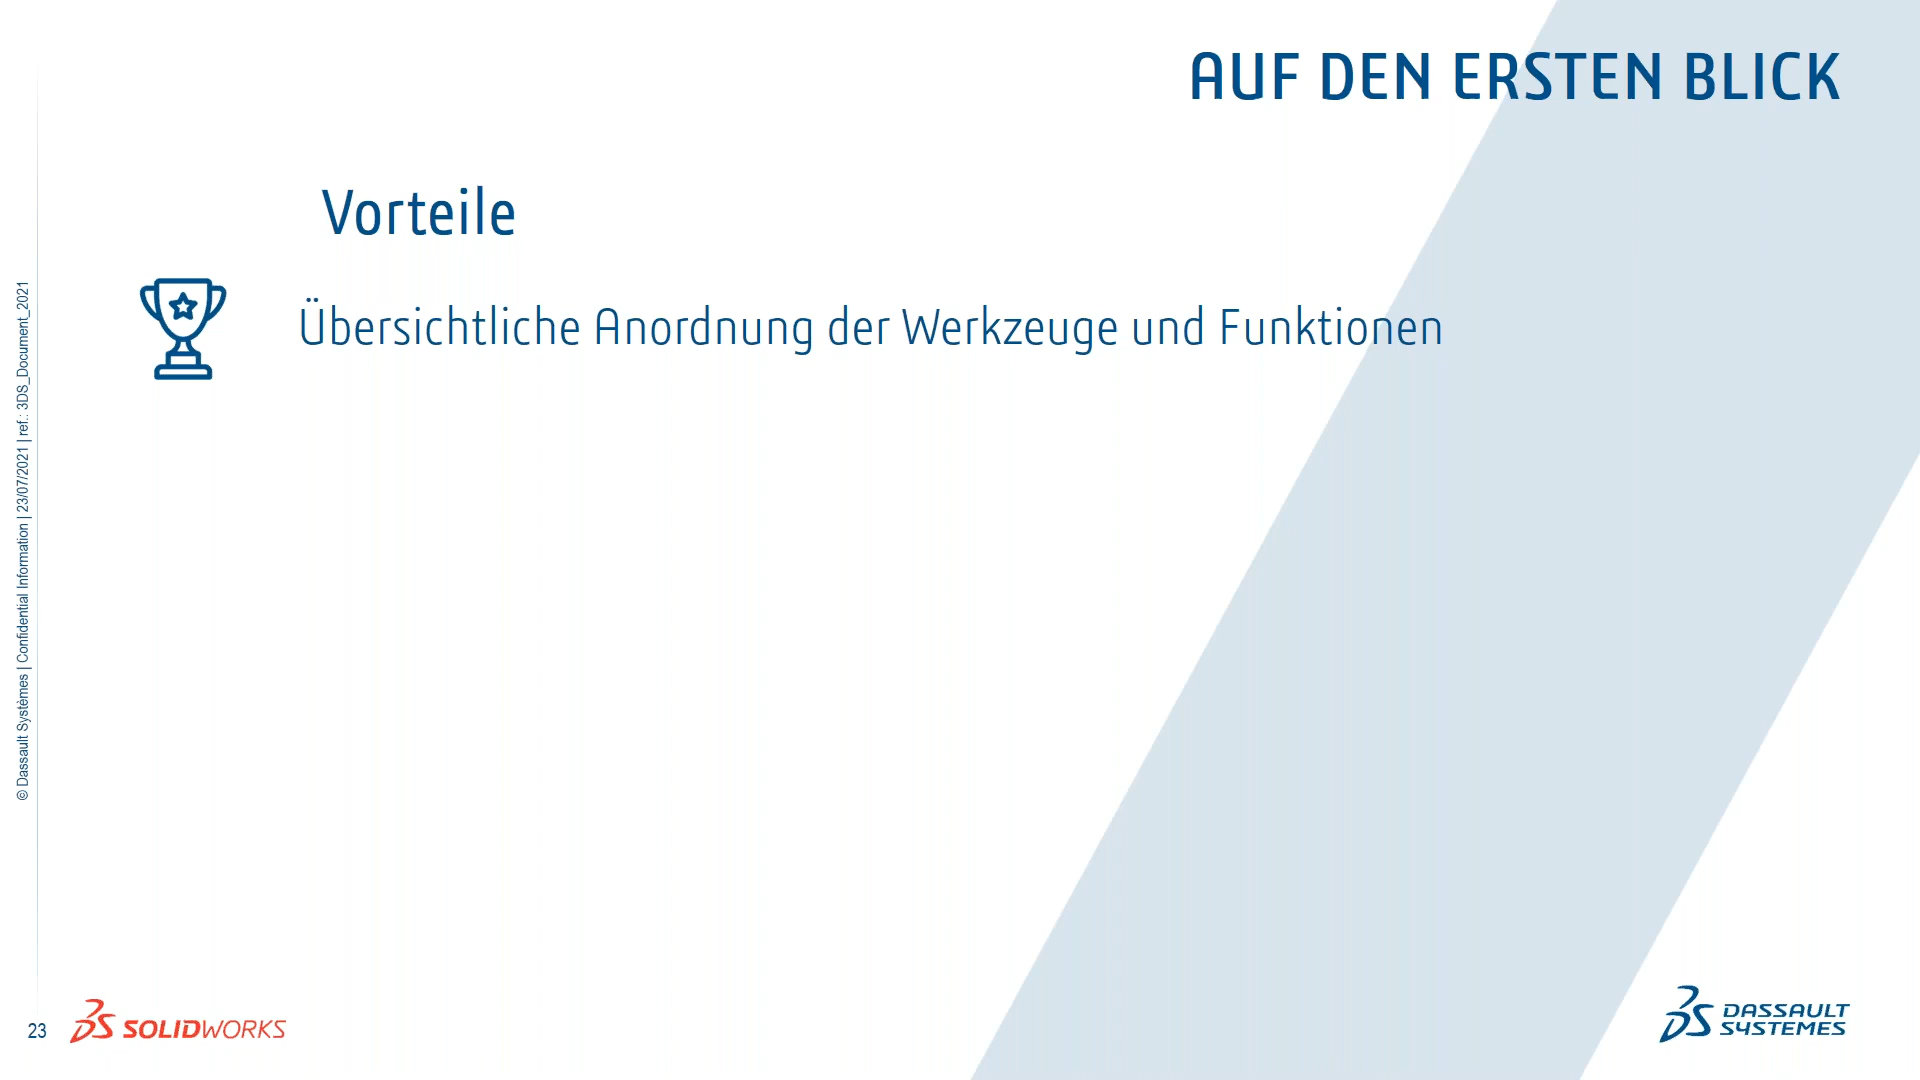 AUF DEN ERSTEN BLICK
Vorteile
Übersichtliche Anordnung der Werkzeuge und Funktionen
© Dassault Systèmes | Confidential Information | 23/07/2021 | ref.: 3DS_Document_2021
23
SOLIDWORKS
DASSAULT
SYSTEMES